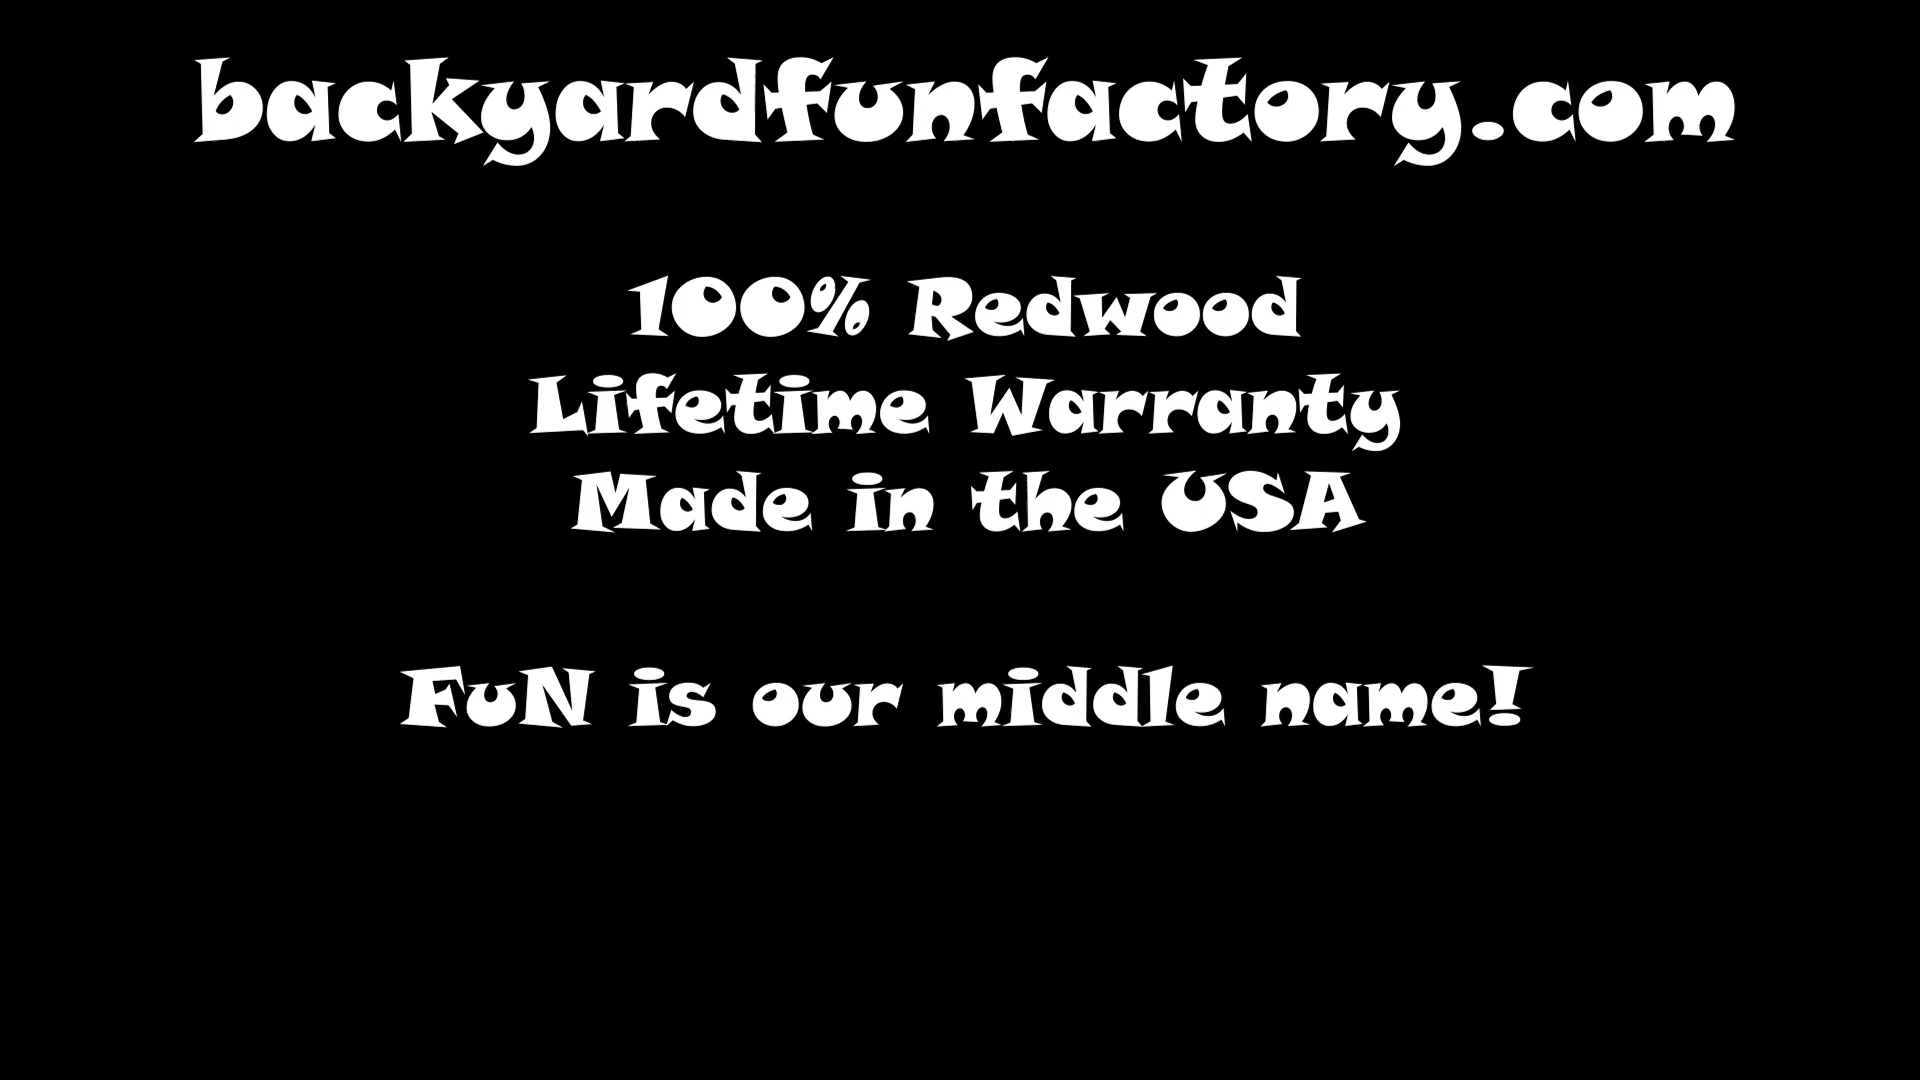 backyardfunfactory.com
100% Redwood
Lifetime Warranty
Made in the USA
FuN is our middle name!